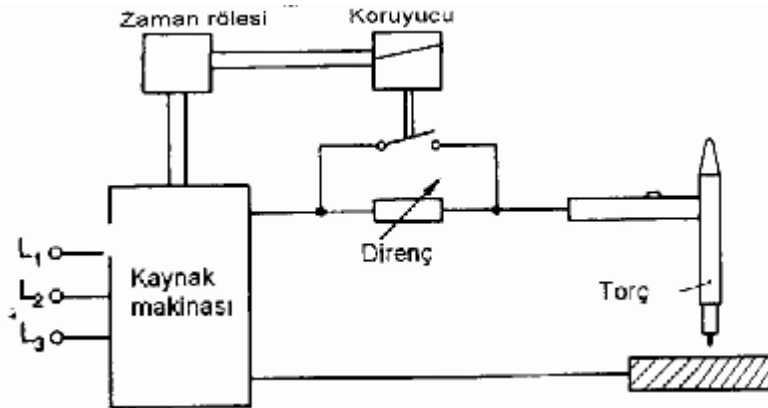 Zaman rölesi
Koruyucu
Direnç
L1
L2
L3
Kaynak
makinası
Torç